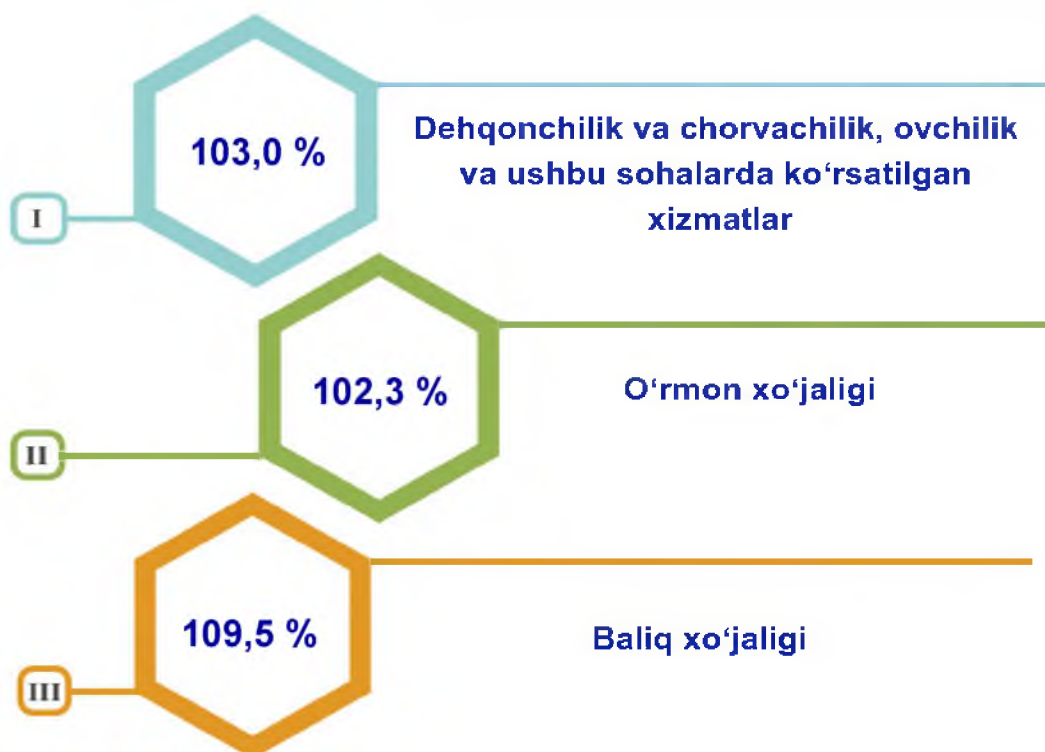 103,0 %
Dehqonchilik va chorvachilik, ovchilik
va ushbu sohalarda ko‘rsatilgan
xizmatlar
I
102,3 %
O‘rmon xo‘jaligi
II
109,5 %
Baliq xo‘jaligi
III